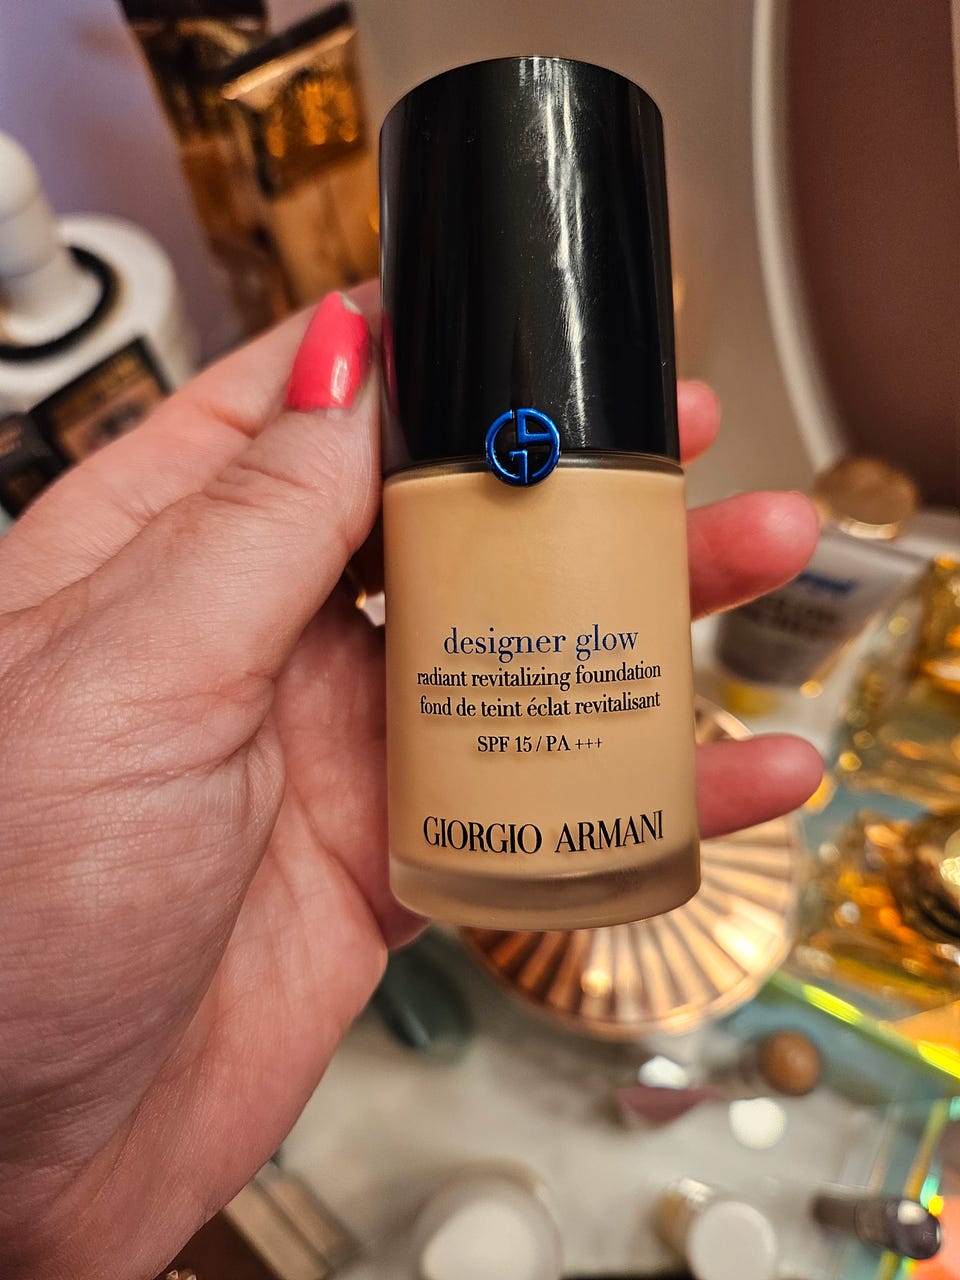 designer glow
radiant revitalizing foundation
fond de teint éclat revitalisant
SPF 15 / PA +++
GIORGIO ARMANI